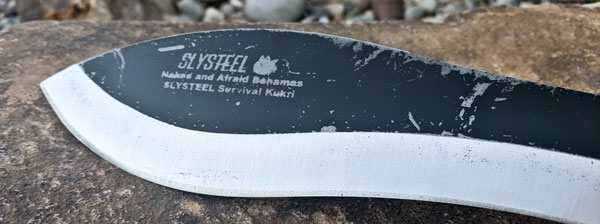 SLYSTEEL
Naked and Afraid Bahamas
SLYSTEEL Survival Kukri